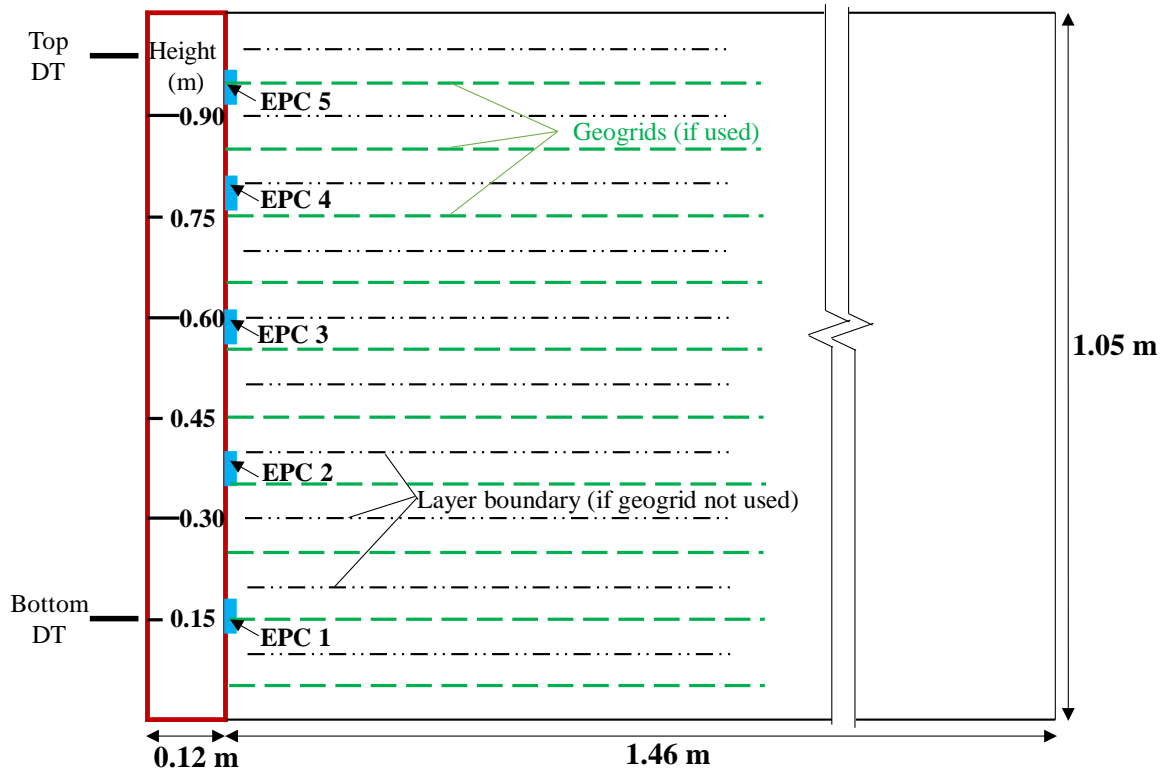 Top
DT
Height
(m)
EPC 5
0.90
Geogrids (if used)
EPC 4
0.75
0.60
EPC 3
1.05 m
0.45
EPC 2
Layer boundary (if geogrid not used)
0.30
Bottom
DT
0.15
EPC 1
0.12 m
1.46 m